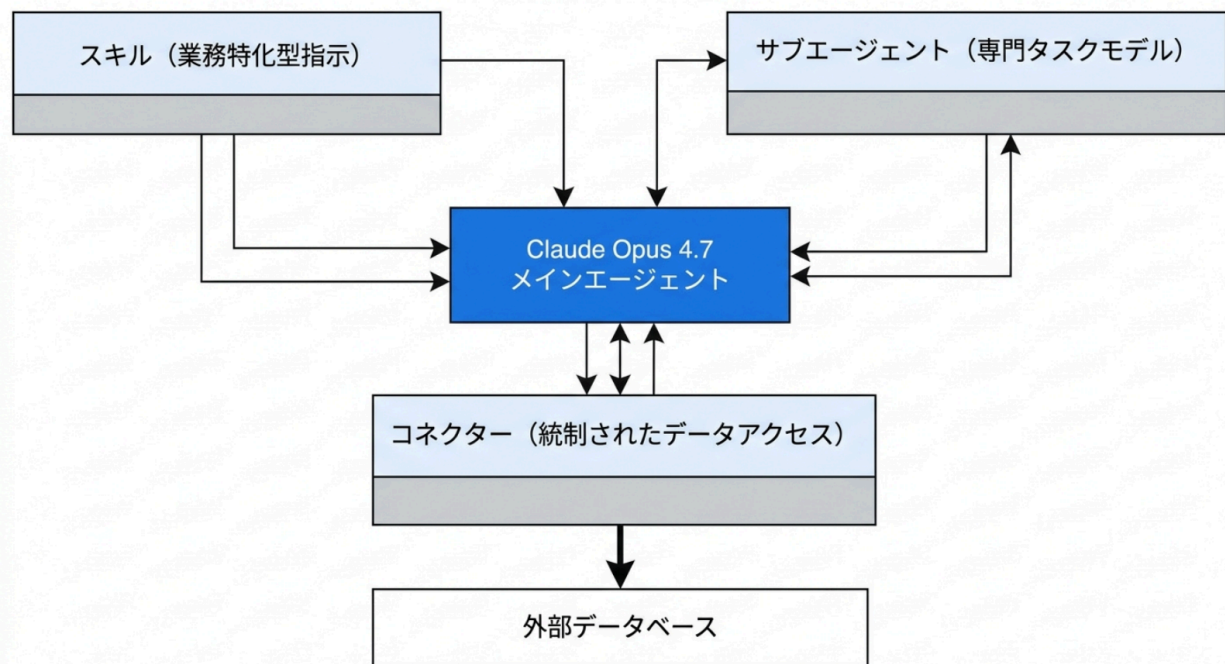 スキル（業務特化型指示）
サブエージェント（専門タスクモデル）
Claude Opus 4.7
メインエージェント
コネクター（統制されたデータアクセス）
外部データベース